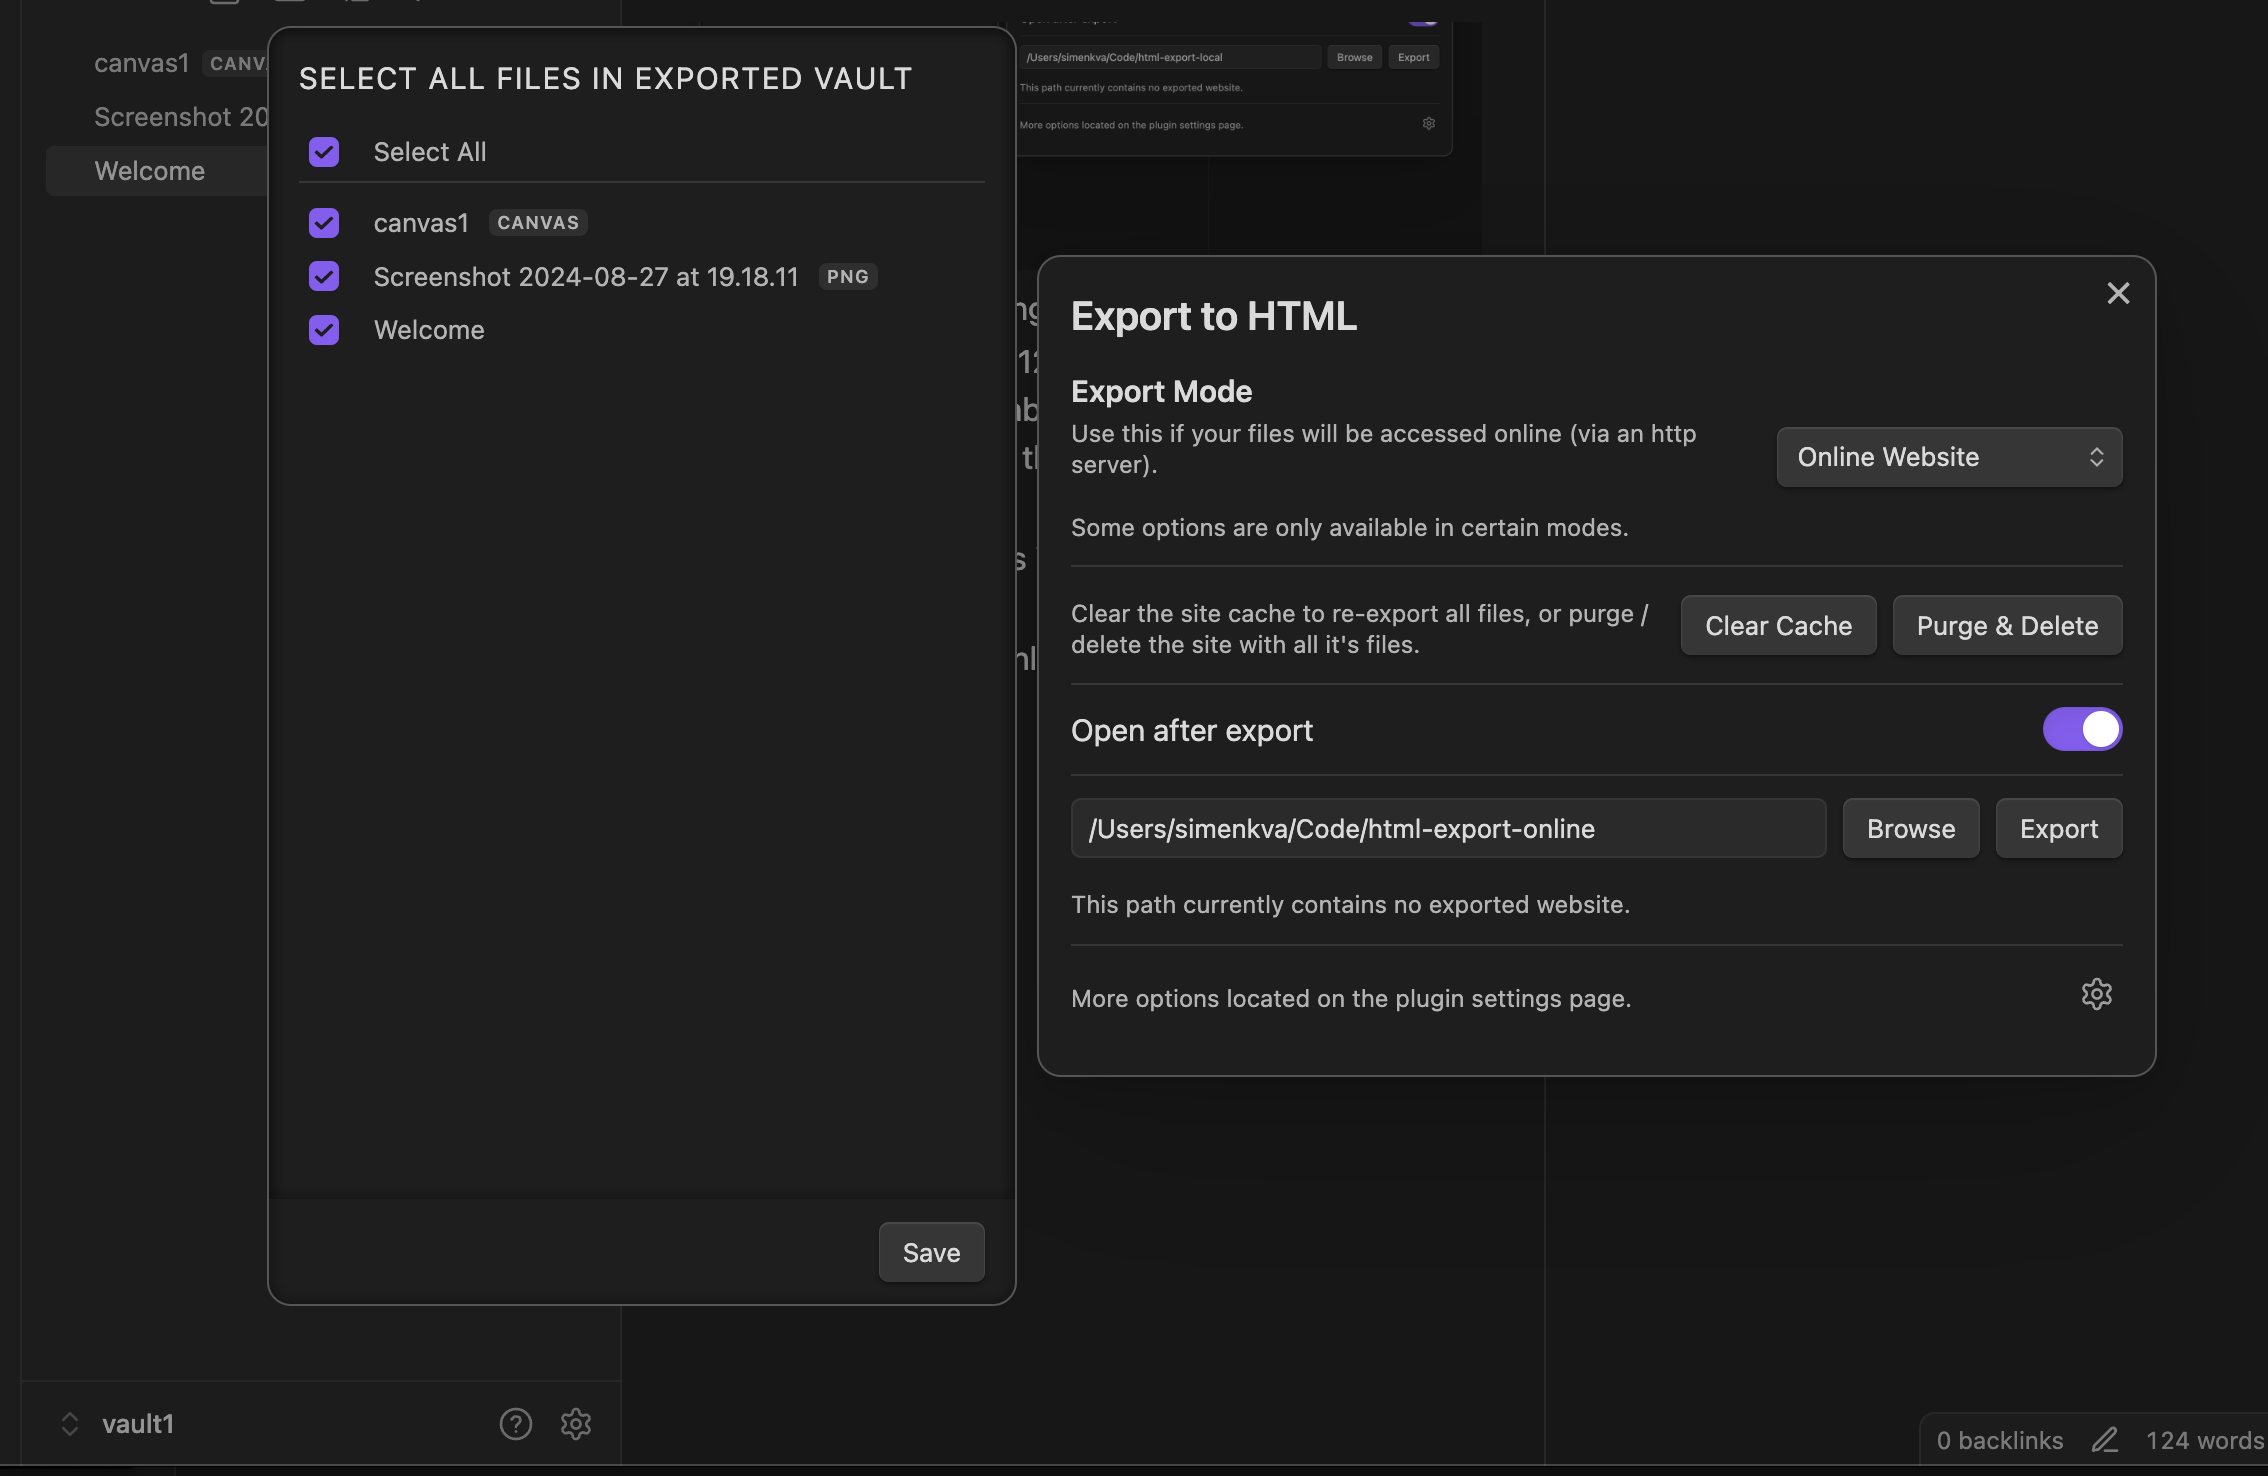 canvas1 CANV
Screenshot 20
Welcome
SELECT ALL FILES IN EXPORTED VAULT
Select All
canvas1 CANVAS
Screenshot 2024-08-27 at 19.18.11 PNG
Welcome
Save
/Users/simenkva/Code/html-export-local Browse Export
This path currently contains no exported website.
More options located on the plugin settings page.
Export to HTML
Export Mode
Use this if your files will be accessed online (via an http
server).
Online Website
Some options are only available in certain modes.
Clear the site cache to re-export all files, or purge /
delete the site with all it's files.
Clear Cache Purge & Delete
Open after export
/Users/simenkva/Code/html-export-online Browse Export
This path currently contains no exported website.
More options located on the plugin settings page.
vault1
0 backlinks 124 words